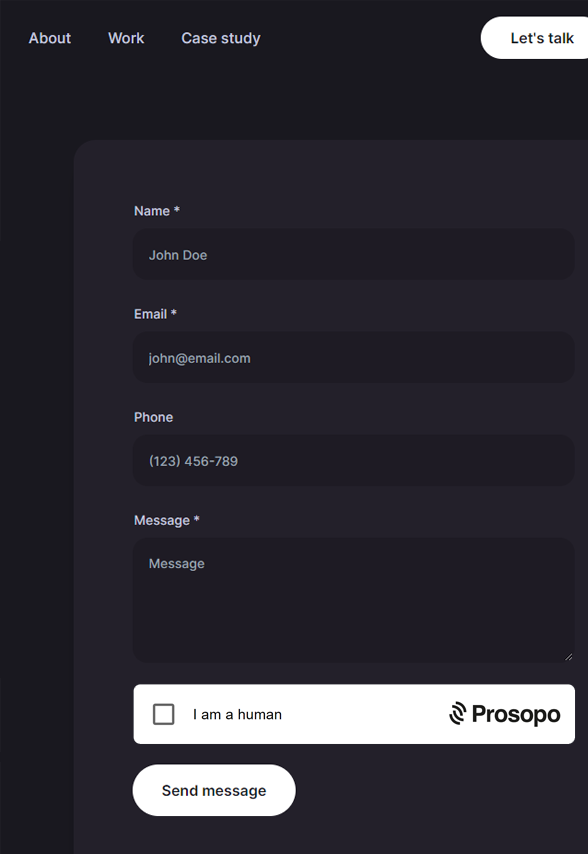 About Work Case study Let's talk
Name *
John Doe
Email *
john@email.com
Phone
(123) 456-789
Message *
Message
I am a human Prosopo
Send message